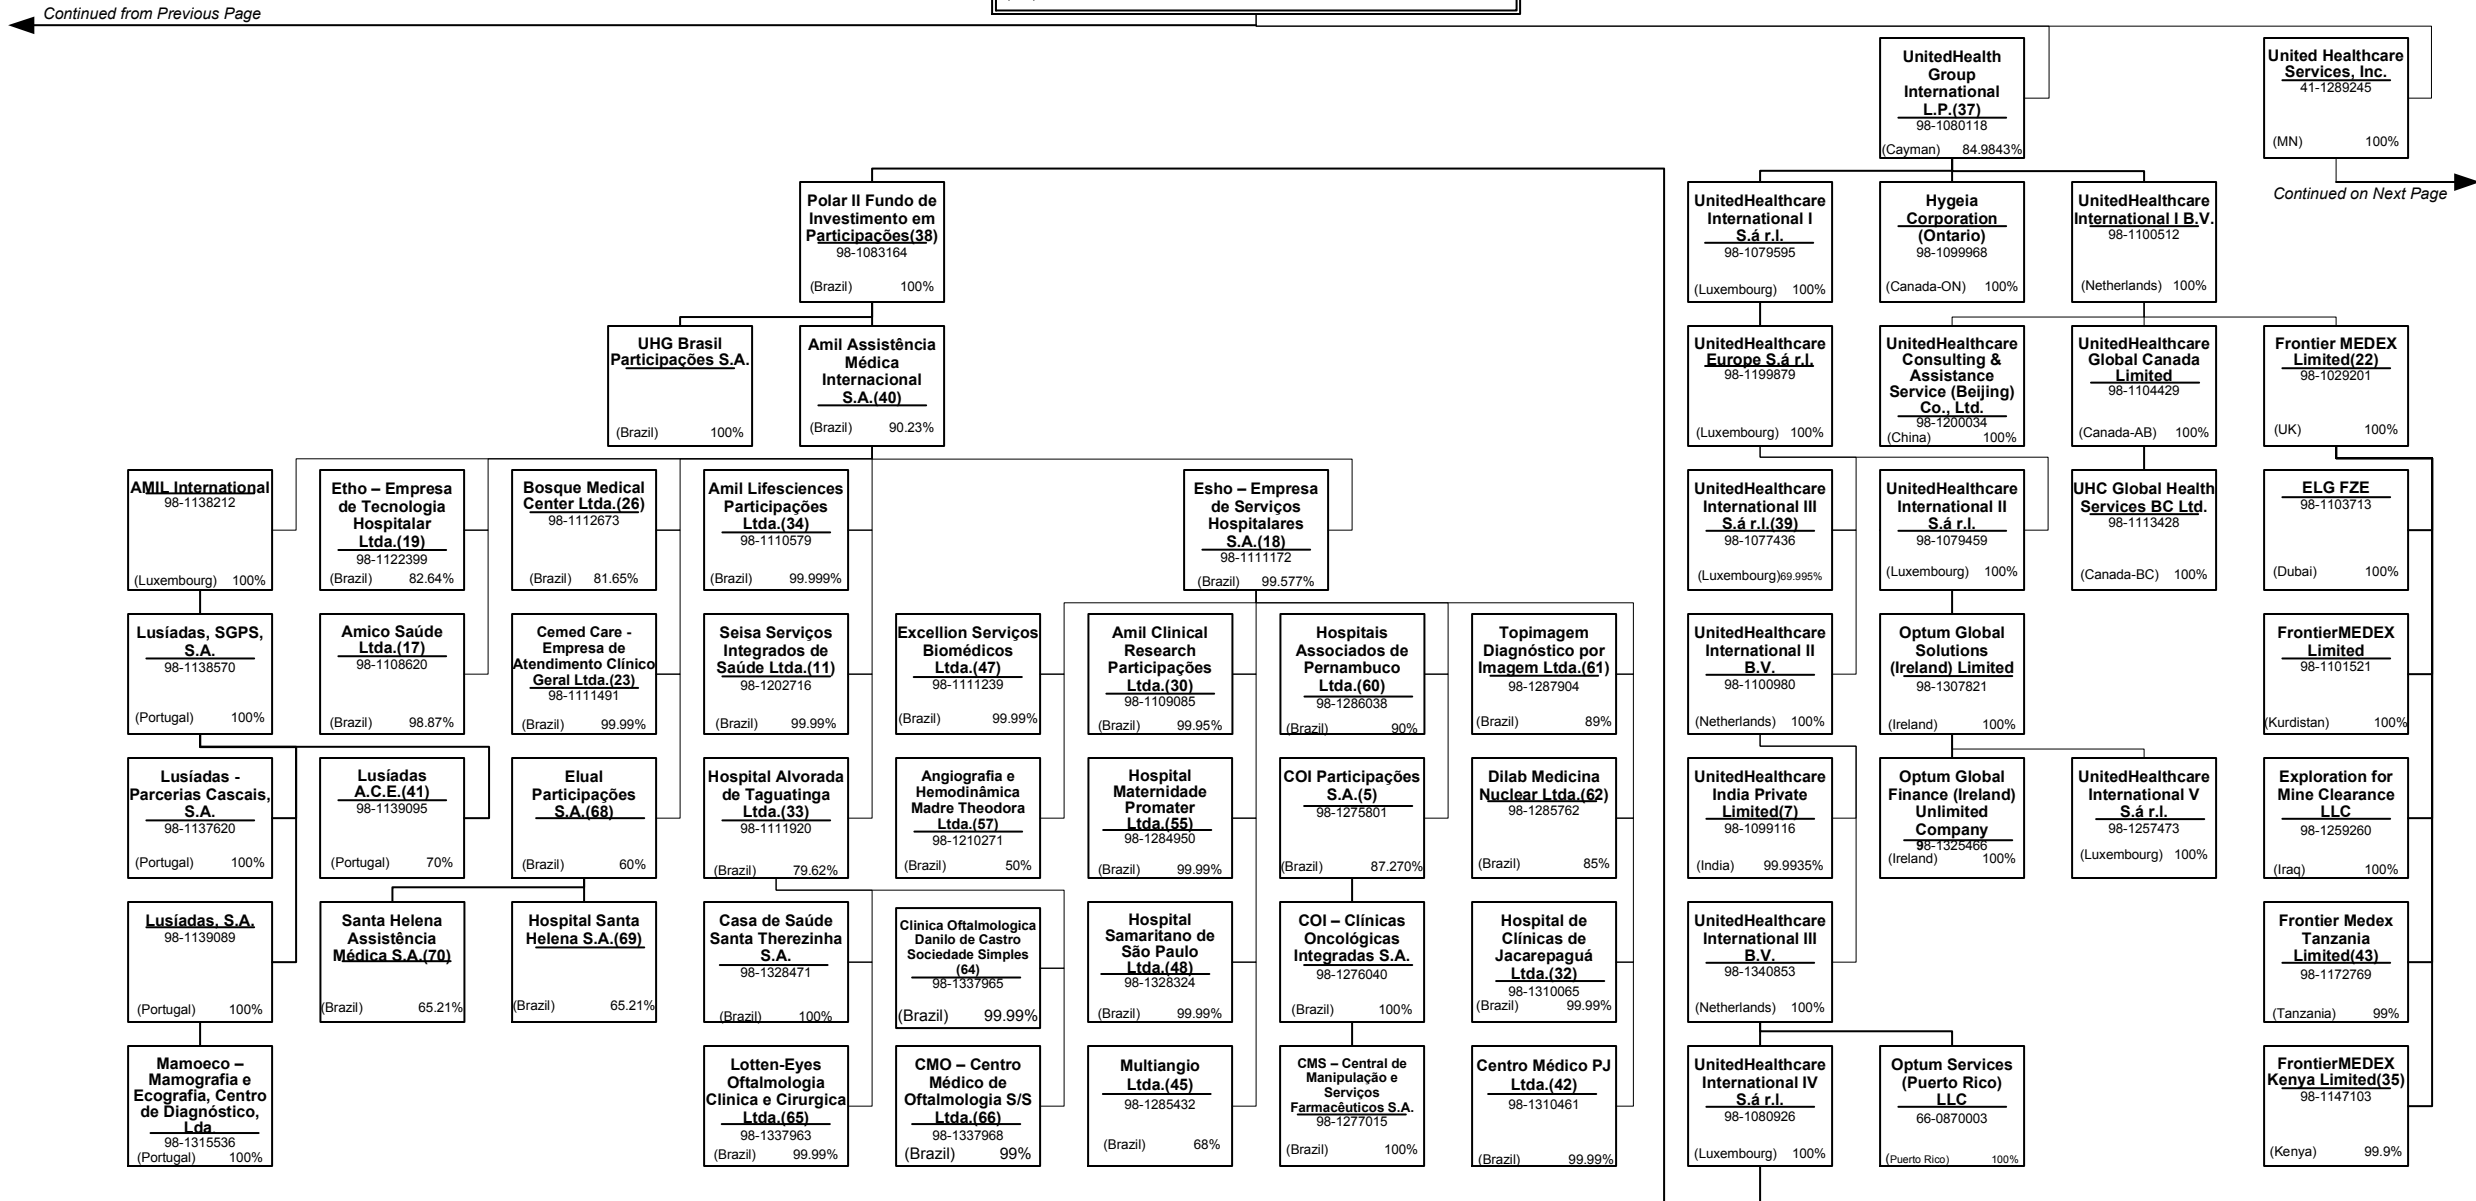 Continued from Previous Page
UnitedHealth
Group
International
L.P.(37)
98-1080118
(Cayman) 84.9843%
United Healthcare
Services, Inc.
41-1289245
(MN) 100%
Continued on Next Page
Polar II Fundo de
Investimento em
Participações(38)
98-1083164
(Brazil) 100%
UnitedHealthcare
International I
S.á r.l.
98-1079595
(Luxembourg) 100%
Hygeia
Corporation
(Ontario)
98-1099968
(Canada-ON) 100%
UnitedHealthcare
International I B.V.
98-1100512
(Netherlands) 100%
UHG Brasil
Participações S.A.
(Brazil) 100%
Amil Assistência
Médica
Internacional
S.A.(40)
(Brazil) 90.23%
UnitedHealthcare
Europe S.á r.l.
98-1199879
(Luxembourg) 100%
UnitedHealthcare
Consulting &
Assistance
Service (Beijing)
Co., Ltd.
98-1200034
(China) 100%
UnitedHealthcare
Global Canada
Limited
98-1104429
(Canada-AB) 100%
Frontier MEDEX
Limited(22)
98-1029201
(UK) 100%
AMIL International
98-1138212
(Luxembourg) 100%
Etho – Empresa
de Tecnologia
Hospitalar
Ltda.(19)
98-1122399
(Brazil) 82.64%
Bosque Medical
Center Ltda.(26)
98-1112673
(Brazil) 81.65%
Amil Lifesciences
Participações
Ltda.(34)
98-1110579
(Brazil) 99.999%
Esho – Empresa
de Serviços
Hospitalares
S.A.(18)
98-1111172
(Brazil) 99.577%
UnitedHealthcare
International III
S.á r.l.(39)
98-1077436
(Luxembourg)69.995%
UnitedHealthcare
International II
S.á r.l.
98-1079459
(Luxembourg) 100%
UHC Global Health
Services BC Ltd.
98-1113428
(Canada-BC) 100%
ELG FZE
98-1103713
(Dubai) 100%
Lusíadas, SGPS,
S.A.
98-1138570
(Portugal) 100%
Amico Saúde
Ltda.(17)
98-1108620
(Brazil) 98.87%
Cemed Care -
Empresa de
Atendimento Clínico
Geral Ltda.(23)
98-1111491
(Brazil) 99.99%
Seisa Serviços
Integrados de
Saúde Ltda.(11)
98-1202716
(Brazil) 99.99%
Excellion Serviços
Biomédicos
Ltda.(47)
98-1111239
(Brazil) 99.99%
Amil Clinical
Research
Participações
Ltda.(30)
98-1109085
(Brazil) 99.95%
Hospitais
Associados de
Pernambuco
Ltda.(60)
98-1286038
(Brazil) 90%
Topimagem
Diagnóstico por
Imagem Ltda.(61)
98-1287904
(Brazil) 89%
UnitedHealthcare
International II
B.V.
98-1100980
(Netherlands) 100%
Optum Global
Solutions
(Ireland) Limited
98-1307821
(Ireland) 100%
FrontierMEDEX
Limited
98-1101521
(Kurdistan) 100%
Lusíadas -
Parcerias Cascais,
S.A.
98-1137620
(Portugal) 100%
Lusíadas
A.C.E.(41)
98-1139095
(Portugal) 70%
Elual
Participações
S.A.(68)
(Brazil) 60%
Hospital Alvorada
de Taguatinga
Ltda.(33)
98-1111920
(Brazil) 79.62%
Angiografia e
Hemodinâmica
Madre Theodora
Ltda.(57)
98-1210271
(Brazil) 50%
Hospital
Maternidade
Promater
Ltda.(55)
98-1284950
(Brazil) 99.99%
COI Participações
S.A.(5)
98-1275801
(Brazil) 87.270%
Dilab Medicina
Nuclear Ltda.(62)
98-1285762
(Brazil) 85%
UnitedHealthcare
India Private
Limited(7)
98-1099116
(India) 99.9935%
Optum Global
Finance (Ireland)
Unlimited
Company
98-1325466
(Ireland) 100%
UnitedHealthcare
International V
S.á r.l.
98-1257473
(Luxembourg) 100%
Exploration for
Mine Clearance
LLC
98-1259260
(Iraq) 100%
Lusíadas, S.A.
98-1139089
(Portugal) 100%
Santa Helena
Assistência
Médica S.A.(70)
(Brazil) 65.21%
Hospital Santa
Helena S.A.(69)
(Brazil) 65.21%
Casa de Saúde
Santa Therezinha
S.A.
98-1328471
(Brazil) 100%
Clinica Oftalmologica
Danilo de Castro
Sociedade Simples
(64)
98-1337965
(Brazil) 99.99%
Hospital
Samaritano de
São Paulo
Ltda.(48)
98-1328324
(Brazil) 99.99%
COI – Clínicas
Oncológicas
Integradas S.A.
98-1276040
(Brazil) 100%
Hospital de
Clínicas de
Jacarepaguá
Ltda.(32)
98-1310065
(Brazil) 99.99%
UnitedHealthcare
International III
B.V.
98-1340853
(Netherlands) 100%
Frontier Medex
Tanzania
Limited(43)
98-1172769
(Tanzania) 99%
Mamoeco –
Mamografia e
Ecografia, Centro
de Diagnóstico,
Lda
98-1315536
(Portugal) 100%
Lotten-Eyes
Oftalmologia
Clinica e Cirurgica
Ltda.(65)
98-1337963
(Brazil) 99.99%
CMO – Centro
Médico de
Oftalmologia S/S
Ltda.(66)
98-1337968
(Brazil) 99%
Multiangio
Ltda.(45)
98-1285432
(Brazil) 68%
CMS – Central de
Manipulação e
Serviços
Farmacêuticos S.A.
98-1277015
(Brazil) 100%
Centro Médico PJ
Ltda.(42)
98-1310461
(Brazil) 99.99%
UnitedHealthcare
International IV
S.á r.l.
98-1080926
(Luxembourg) 100%
Optum Services
(Puerto Rico)
LLC
66-0870003
(Puerto Rico) 100%
FrontierMEDEX
Kenya Limited(35)
98-1147103
(Kenya) 99.9%